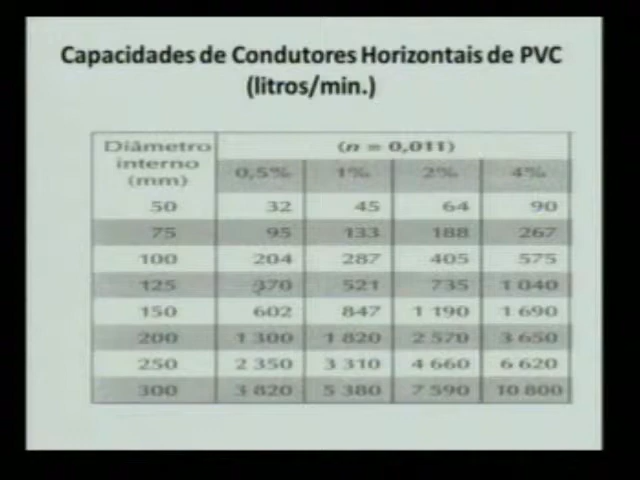 Capacidades de Condutores Horizontais de PVC
(litros/min.)
Diâmetro interno (mm) (n = 0,011)
0,5% 1% 2% 4%
50 32 45 64 90
75 95 133 188 267
100 204 287 405 575
125 370 521 735 1 040
150 602 847 1 190 1 690
200 1 300 1 820 2 570 3 650
250 2 350 3 310 4 660 6 620
300 3 820 5 380 7 590 10 800